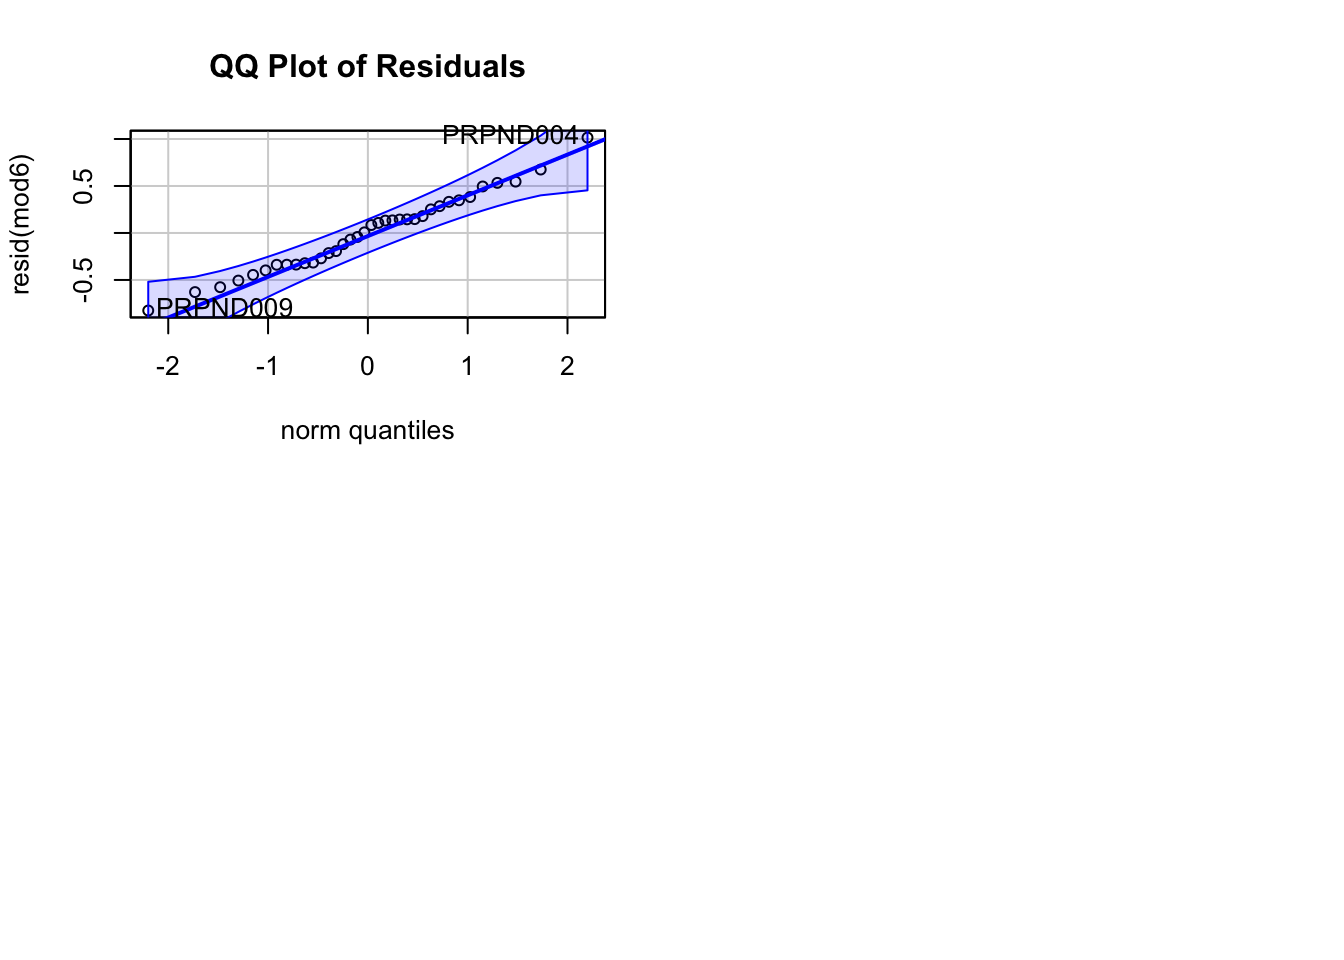 QQ Plot of Residuals
PRPND004
resid(mod6)
0.5
-0.5
PRPND009
-2 -1 0 1 2
norm quantiles